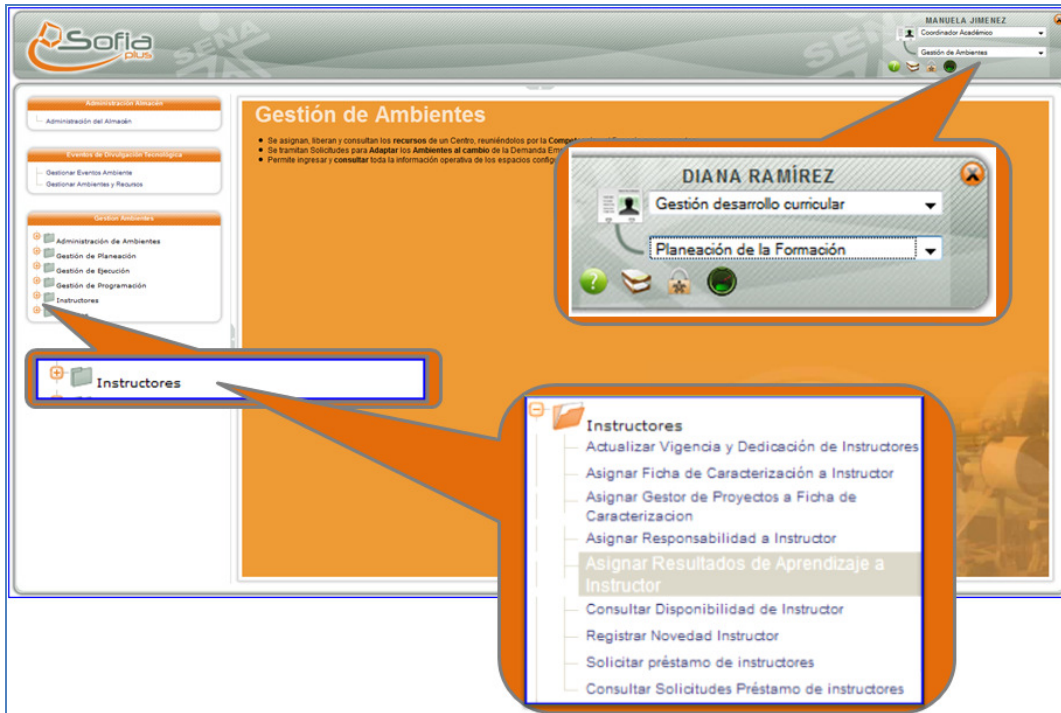 Sofia
plus
SENA
SENA
MANUELA JIMENEZ
Coordinador Académico
Gestión de Ambientes
Administración Almacén
Administración del Almacén
Eventos de Divulgación Tecnológica
Gestionar Eventos Ambiente
Gestionar Ambientes y Recursos
Gestión Ambientes
Administración de Ambientes
Gestión de Planeación
Gestión de Ejecución
Gestión de Programación
Instructores
Gestión de Ambientes
Se asignan, liberan y consultan los recursos de un Centro, reuniéndolos por la
Se tramitan Solicitudes para Adaptar los Ambientes al cambio de la Demanda
Permite ingresar y consultar toda la información operativa de los espacios
DIANA RAMÍREZ
Gestión desarrollo curricular
Planeación de la Formación
Instructores
Instructores
Actualizar Vigencia y Dedicación de Instructores
Asignar Ficha de Caracterización a Instructor
Asignar Gestor de Proyectos a Ficha de
Caracterizacion
Asignar Responsabilidad a Instructor
Asignar Resultados de Aprendizaje a
Instructor
Consultar Disponibilidad de Instructor
Registrar Novedad Instructor
Solicitar préstamo de instructores
Consultar Solicitudes Préstamo de instructores